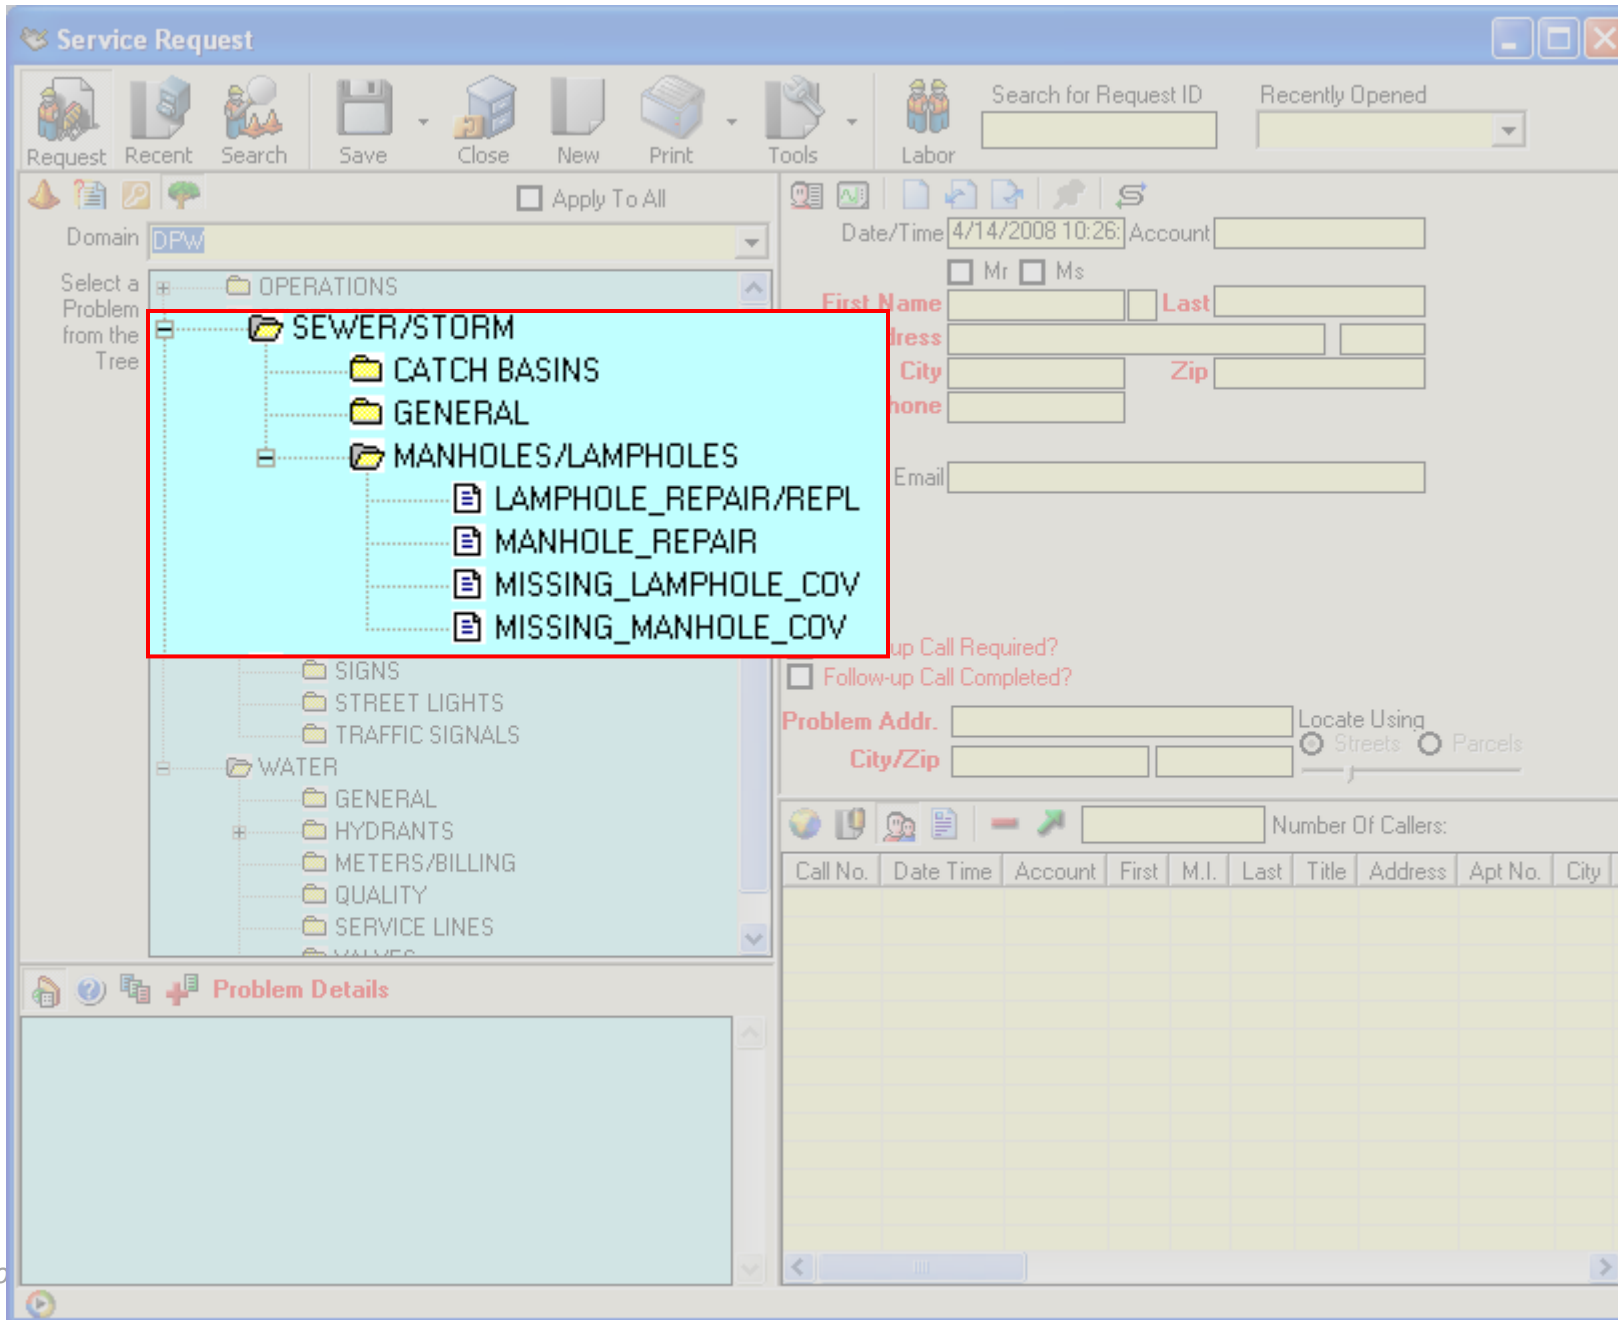 Service Request
Request Recent Search Save Close New Print Tools Labor
Search for Request ID Recently Opened
Apply To All
Domain DPW
Select a
Problem
from the
Tree
OPERATIONS
SEWER/STORM
CATCH BASINS
GENERAL
MANHOLES/LAMPHOLES
LAMPHOLE_REPAIR/REPL
MANHOLE_REPAIR
MISSING_LAMPHOLE_COV
MISSING_MANHOLE_COV
SIGNS
STREET LIGHTS
TRAFFIC SIGNALS
WATER
GENERAL
HYDRANTS
METERS/BILLING
QUALITY
SERVICE LINES
VALVES
Problem Details
Date/Time 4/14/2008 10:26: Account
Mr Ms
First Name Last
dress
City Zip
hone
Email
up Call Required?
Follow-up Call Completed?
Problem Addr. Locate Using
Streets Parcels
City/Zip
Number Of Callers:
Call No. Date Time Account First M.I. Last Title Address Apt No. City